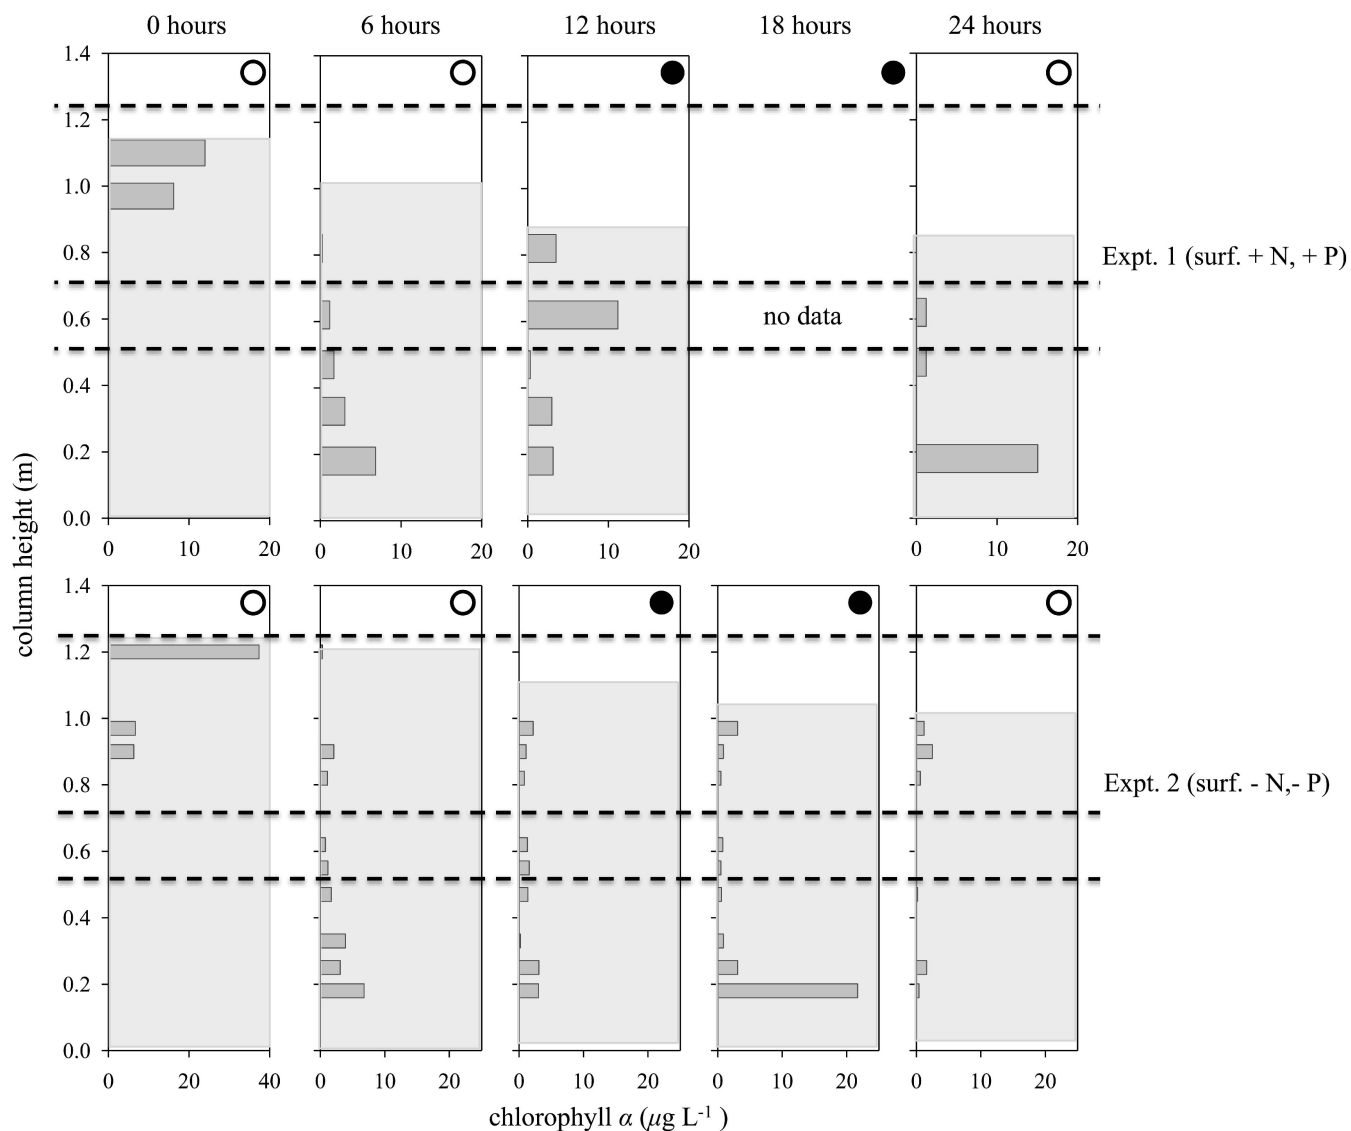 0 hours 6 hours 12 hours 18 hours 24 hours
1.4
1.2
1.0
0.8
0.6
0.4
0.2
0.0
0 10 20 0 10 20 0 10 20 0 10 20
no data
Expt. 1 (surf. + N, + P)
column height (m)
1.4
1.2
1.0
0.8
0.6
0.4
0.2
0.0
0 20 40 0 10 20 0 10 20 0 10 20 0 10 20
Expt. 2 (surf. - N,- P)
chlorophyll α (μg L-1 )